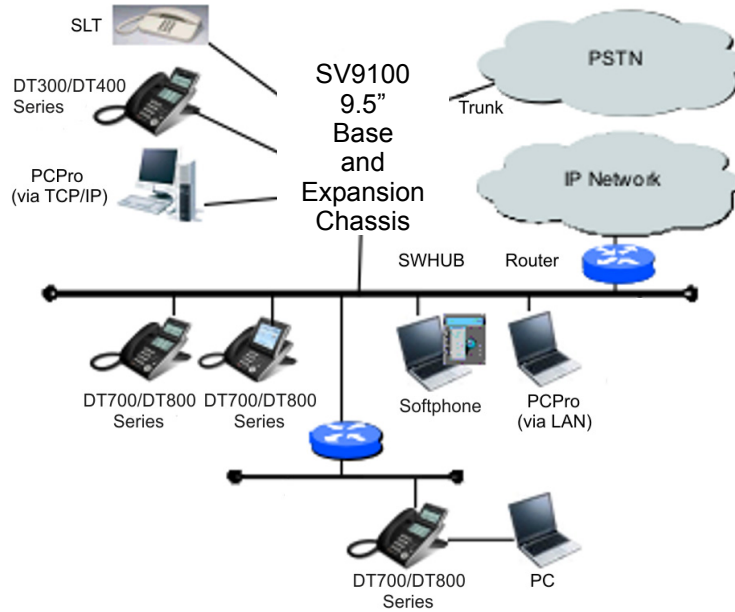 SLT
DT300/DT400
Series
PCPro
(via TCP/IP)
SV9100
9.5”
Base
and
Expansion
Chassis
PSTN
Trunk
IP Network
SWHUB
Router
DT700/DT800
Series
DT700/DT800
Series
Softphone
PCPro
(via LAN)
DT700/DT800
Series
PC